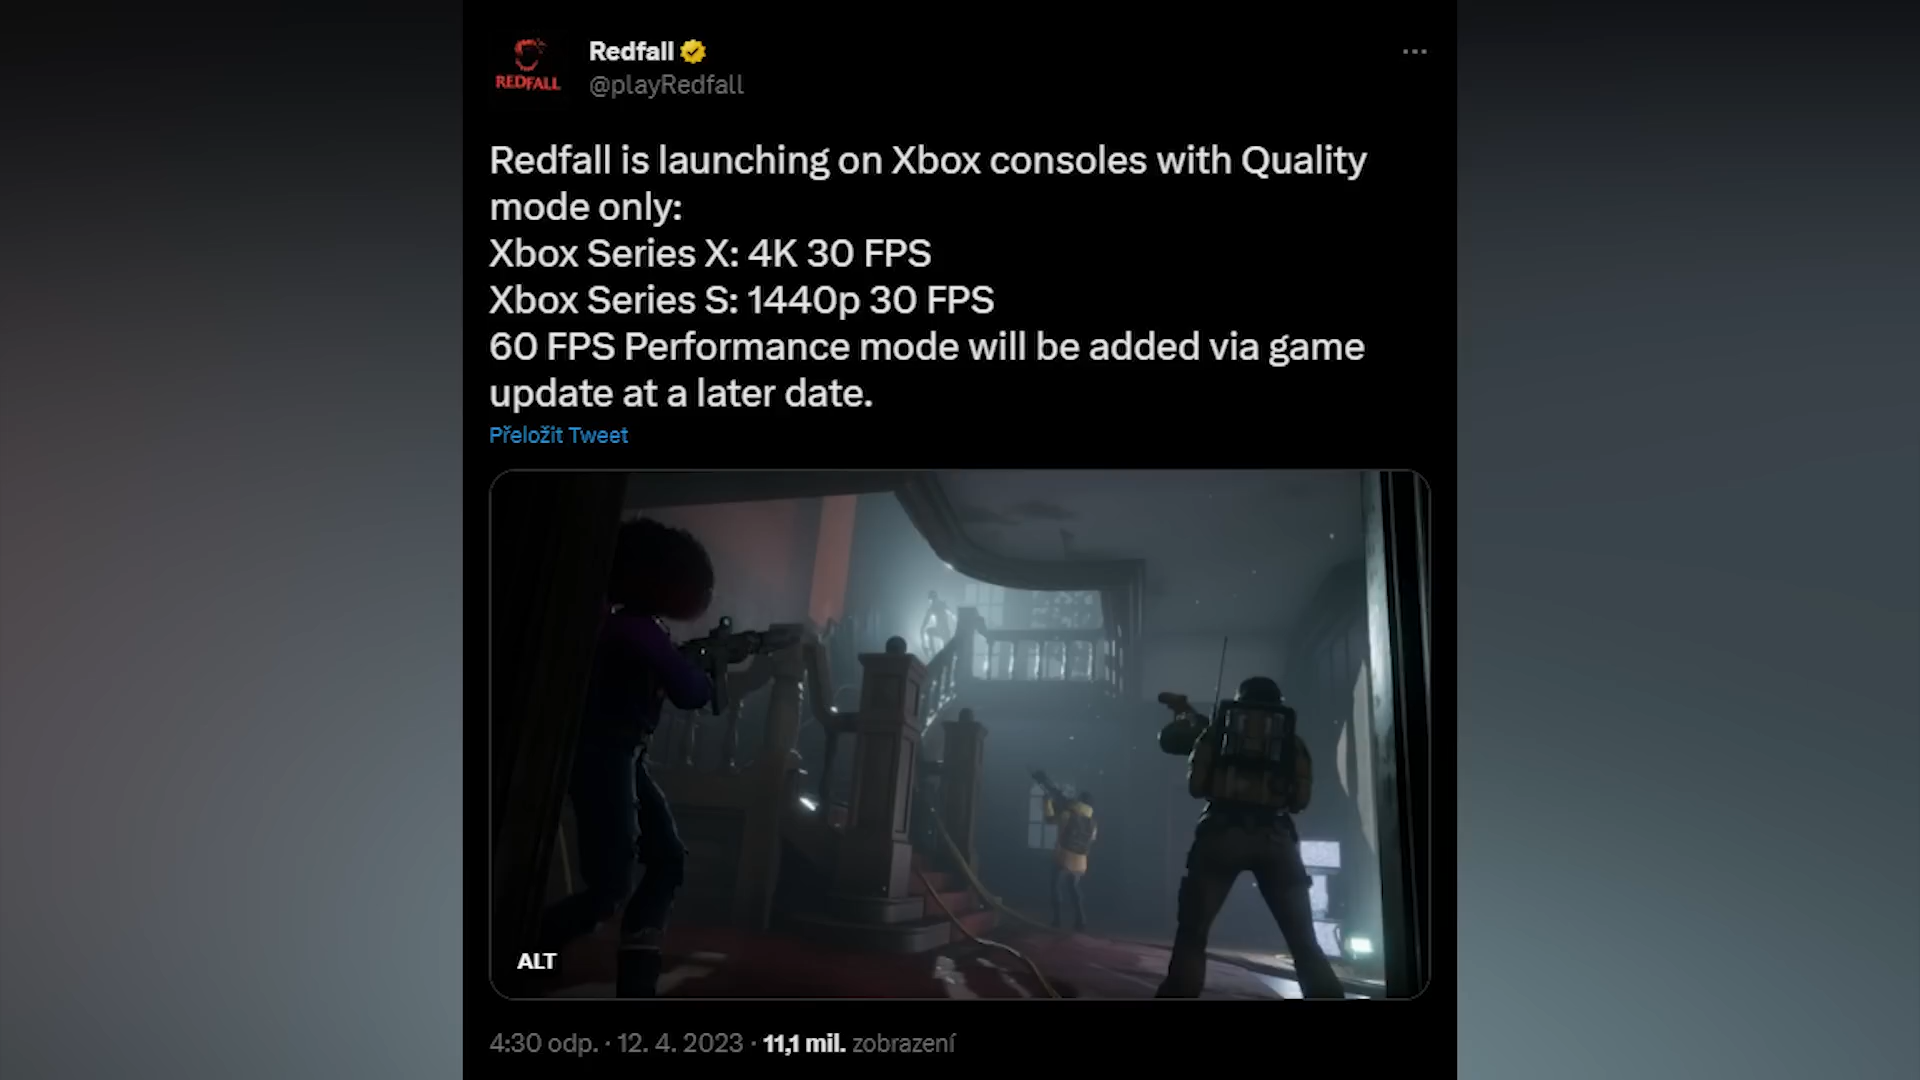 REDFALL
Redfall
@playRedfall
Redfall is launching on Xbox consoles with Quality
mode only:
Xbox Series X: 4K 30 FPS
Xbox Series S: 1440p 30 FPS
60 FPS Performance mode will be added via game
update at a later date.
Přeložit Tweet
ALT
4:30 odp. · 12. 4. 2023 · 11,1 mil. zobrazení